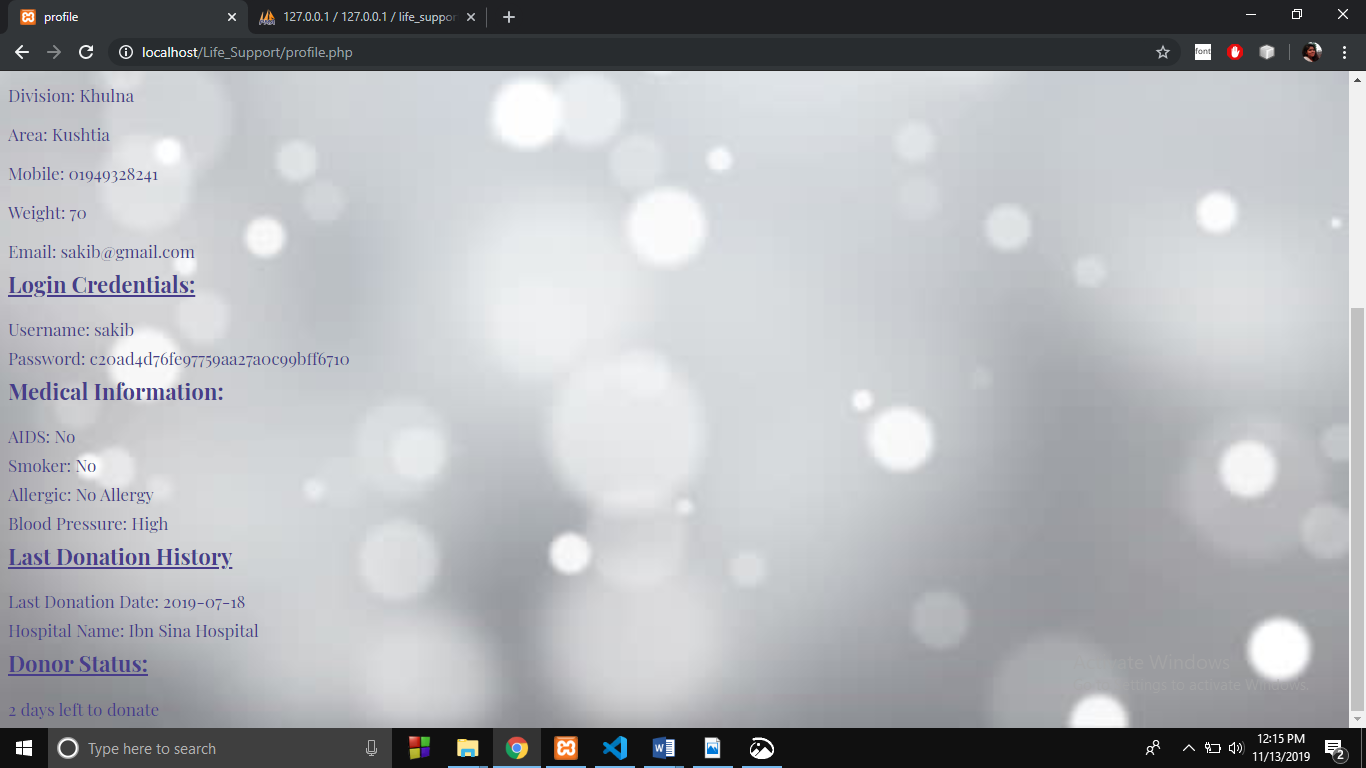 profile
127.0.0.1 / 127.0.0.1 / life_suppor
localhost/Life_Support/profile.php
font
Division: Khulna
Area: Kushtia
Mobile: 01949328241
Weight: 70
Email: sakib@gmail.com
Login Credentials:
Username: sakib
Password: c20ad4d76fe97759aa27a0c99bff6710
Medical Information:
AIDS: No
Smoker: No
Allergic: No Allergy
Blood Pressure: High
Last Donation History
Last Donation Date: 2019-07-18
Hospital Name: Ibn Sina Hospital
Donor Status:
2 days left to donate
Activate Windows
Go to Settings to activate Windows.
Type here to search
12:15 PM
11/13/2019
2